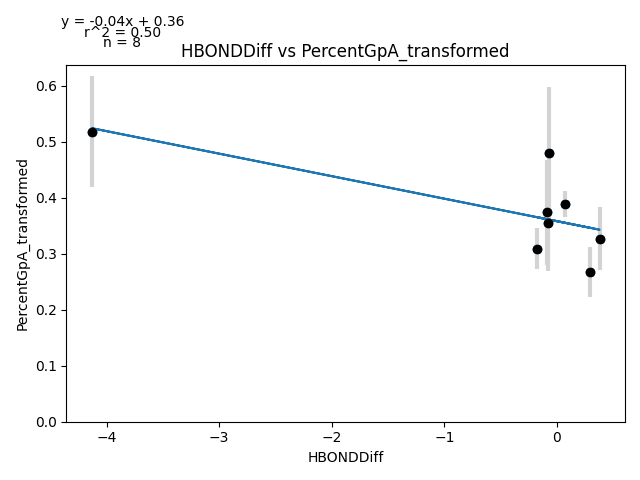 y = -0.04x + 0.36
r^2 = 0.50
n = 8
HBONDDiff vs PercentGpA_transformed
PercentGpA_transformed
0.6
0.5
0.4
0.3
0.2
0.1
0.0
−4
−3
−2
−1
0
HBONDDiff